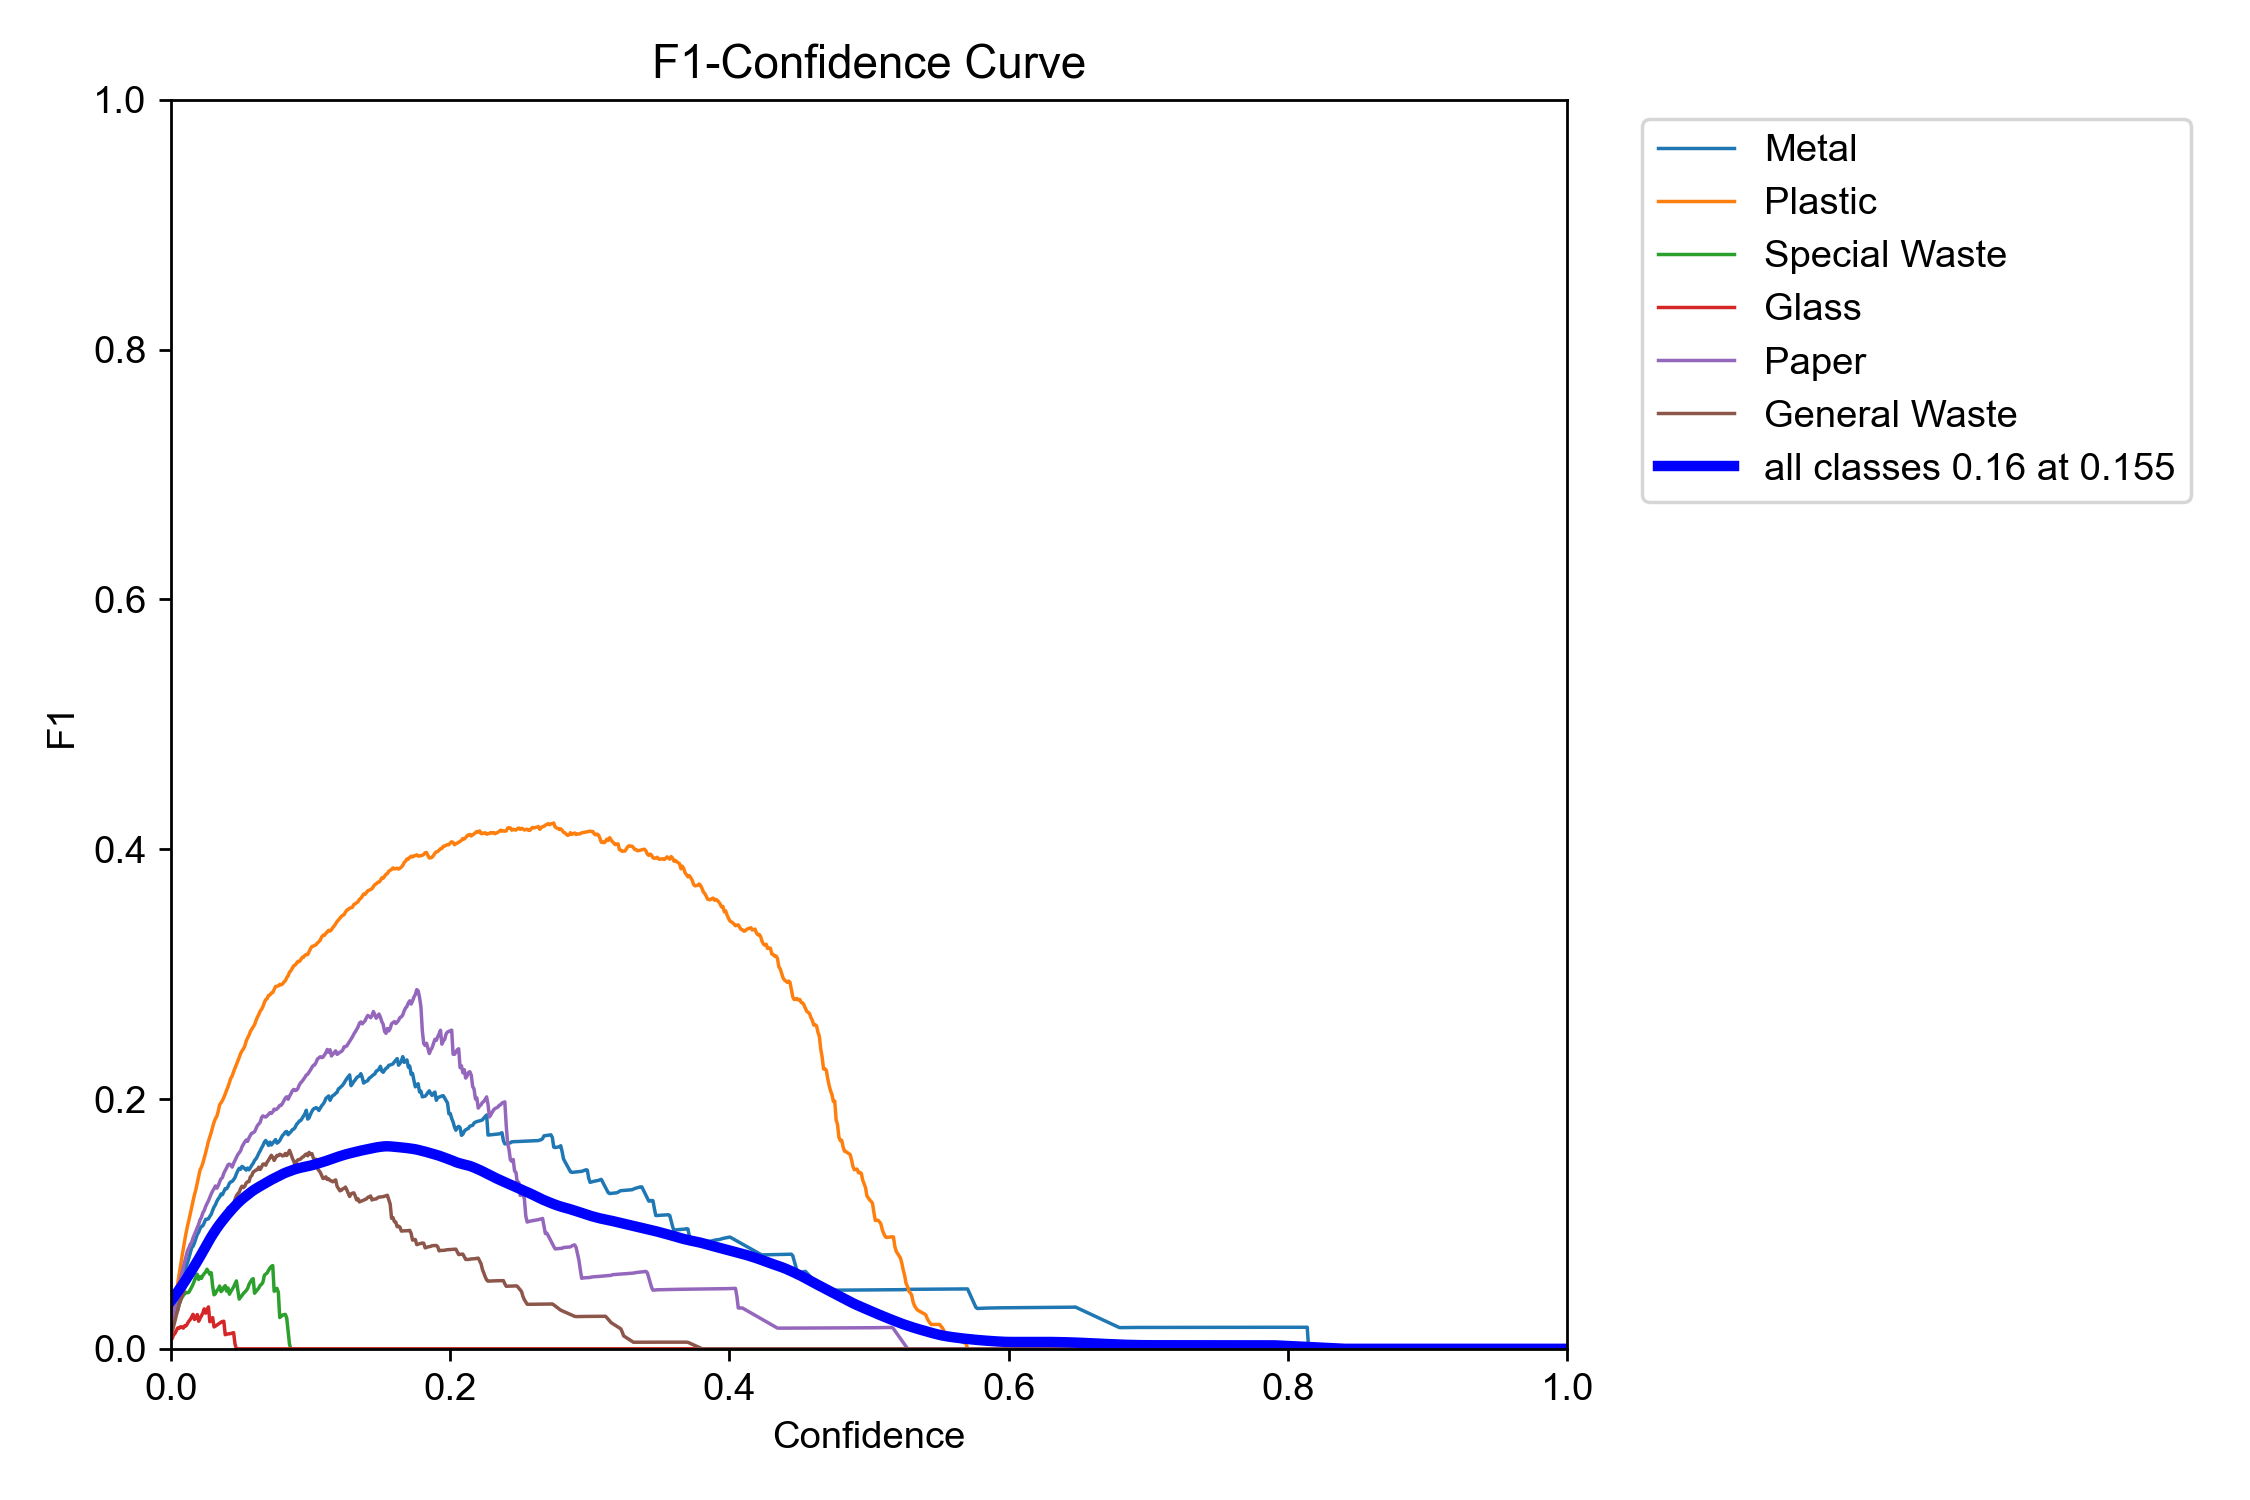 F1-Confidence Curve
1.0
0.8
0.6
0.4
0.2
0.0
F1
0.0 0.2 0.4 0.6 0.8 1.0
Confidence
Metal
Plastic
Special Waste
Glass
Paper
General Waste
all classes 0.16 at 0.155